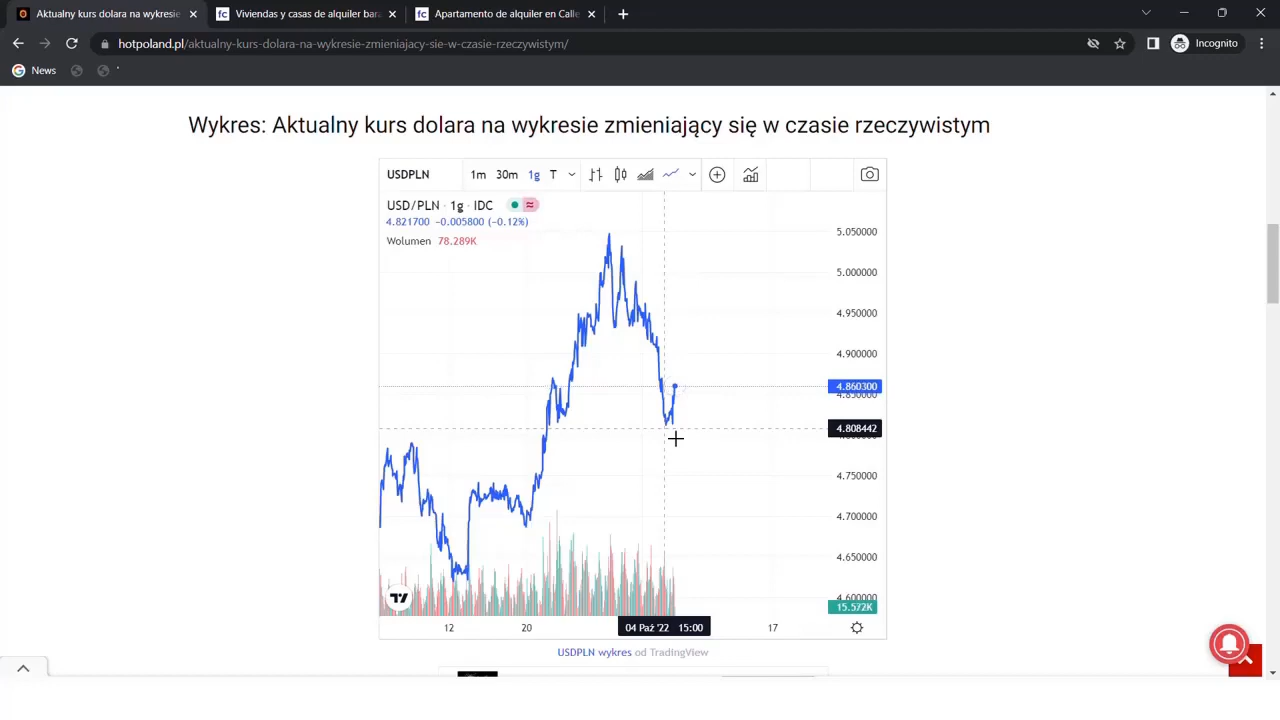 Aktualny kurs dolara na wykresie
Viviendas y casas de alquiler bara
Apartamento de alquiler en Calle
hotpoland.pl/aktualny-kurs-dolara-na-wykresie-zmieniajacy-sie-w-czasie-rzeczywistym/
Incognito
News
Wykres: Aktualny kurs dolara na wykresie zmieniający się w czasie rzeczywistym
USDPLN 1m 30m 1g T
USD/PLN · 1g · IDC
4.821700 −0.005800 (−0.12%)
Wolumen 78.289K
5.050000
5.000000
4.950000
4.900000
4.860300
4.850000
4.808442
4.750000
4.700000
4.650000
4.600000
15.572K
12 20 04 Paź '22 15:00 17
USDPLN wykres od TradingView